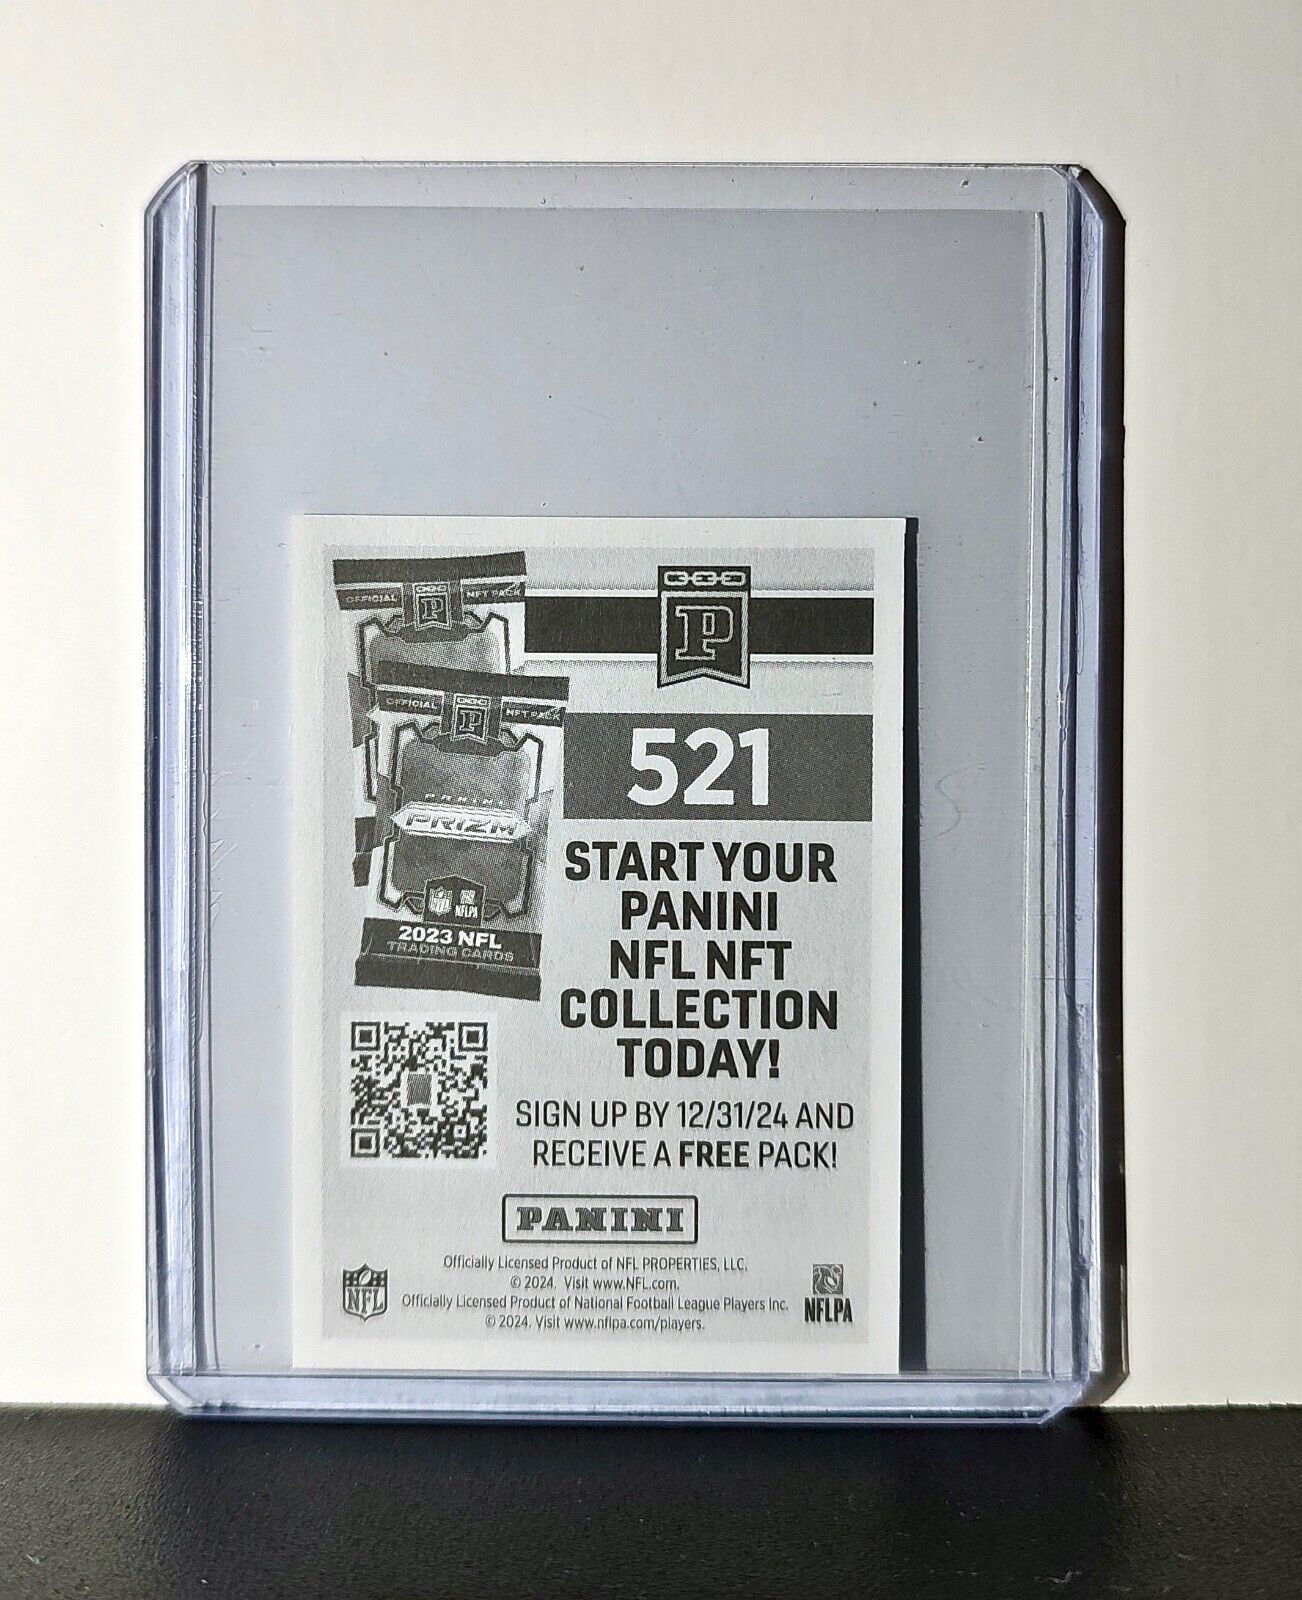 OFFICIAL P NFT PACK
OFFICIAL P NFT PACK
PANINI
PRIZM
NFL NFLPA
2023 NFL
TRADING CARDS
P
521
START YOUR
PANINI
NFL NFT
COLLECTION
TODAY!
SIGN UP BY 12/31/24 AND
RECEIVE A FREE PACK!
PANINI
Officially Licensed Product of NFL PROPERTIES, LLC.
© 2024. Visit www.NFL.com.
Officially Licensed Product of National Football League Players Inc.
© 2024. Visit www.nflpa.com/players.
NFL
NFLPA